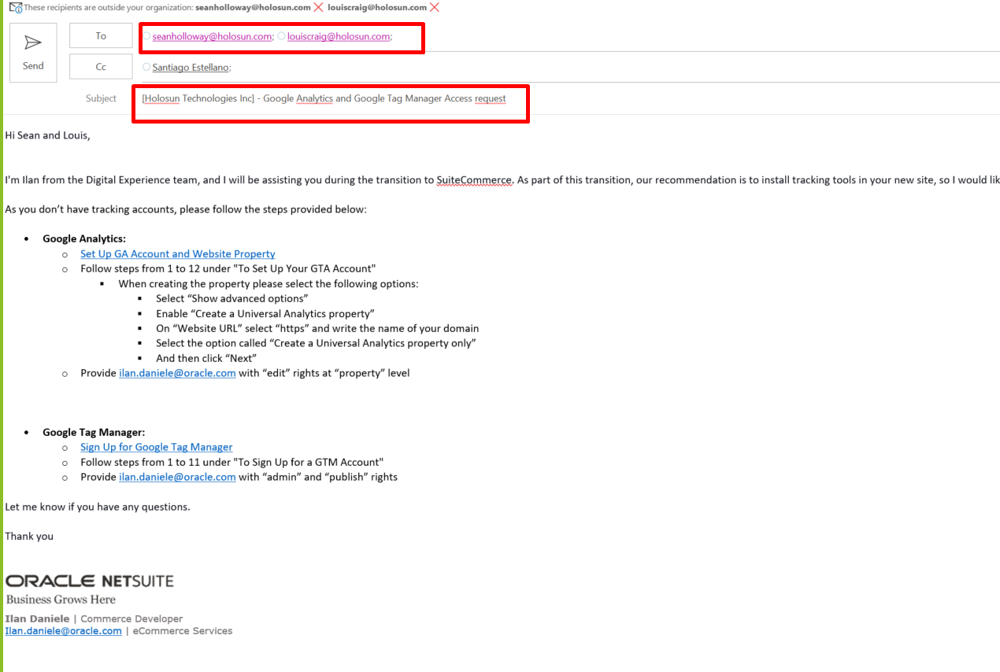 These recipients are outside your organization: seanholloway@holosun.com louiscraig@holosun.com
To
seanholloway@holosun.com; louiscraig@holosun.com;
Send
Cc
Santiago Estellano;
Subject
[Holosun Technologies Inc] - Google Analytics and Google Tag Manager Access request
Hi Sean and Louis,
I'm Ilan from the Digital Experience team, and I will be assisting you during the transition to SuiteCommerce. As part of this transition, our recommendation is to install tracking tools in your new site, so I would lik
As you don’t have tracking accounts, please follow the steps provided below:
• Google Analytics:
o Set Up GA Account and Website Property
o Follow steps from 1 to 12 under "To Set Up Your GTA Account"
▪ When creating the property please select the following options:
▪ Select “Show advanced options”
▪ Enable “Create a Universal Analytics property”
▪ On “Website URL” select “https” and write the name of your domain
▪ Select the option called “Create a Universal Analytics property only”
▪ And then click “Next”
o Provide ilan.daniele@oracle.com with “edit” rights at “property” level
• Google Tag Manager:
o Sign Up for Google Tag Manager
o Follow steps from 1 to 11 under "To Sign Up for a GTM Account"
o Provide ilan.daniele@oracle.com with “admin” and “publish” rights
Let me know if you have any questions.
Thank you
ORACLE NETSUITE
Business Grows Here
Ilan Daniele | Commerce Developer
Ilan.daniele@oracle.com | eCommerce Services